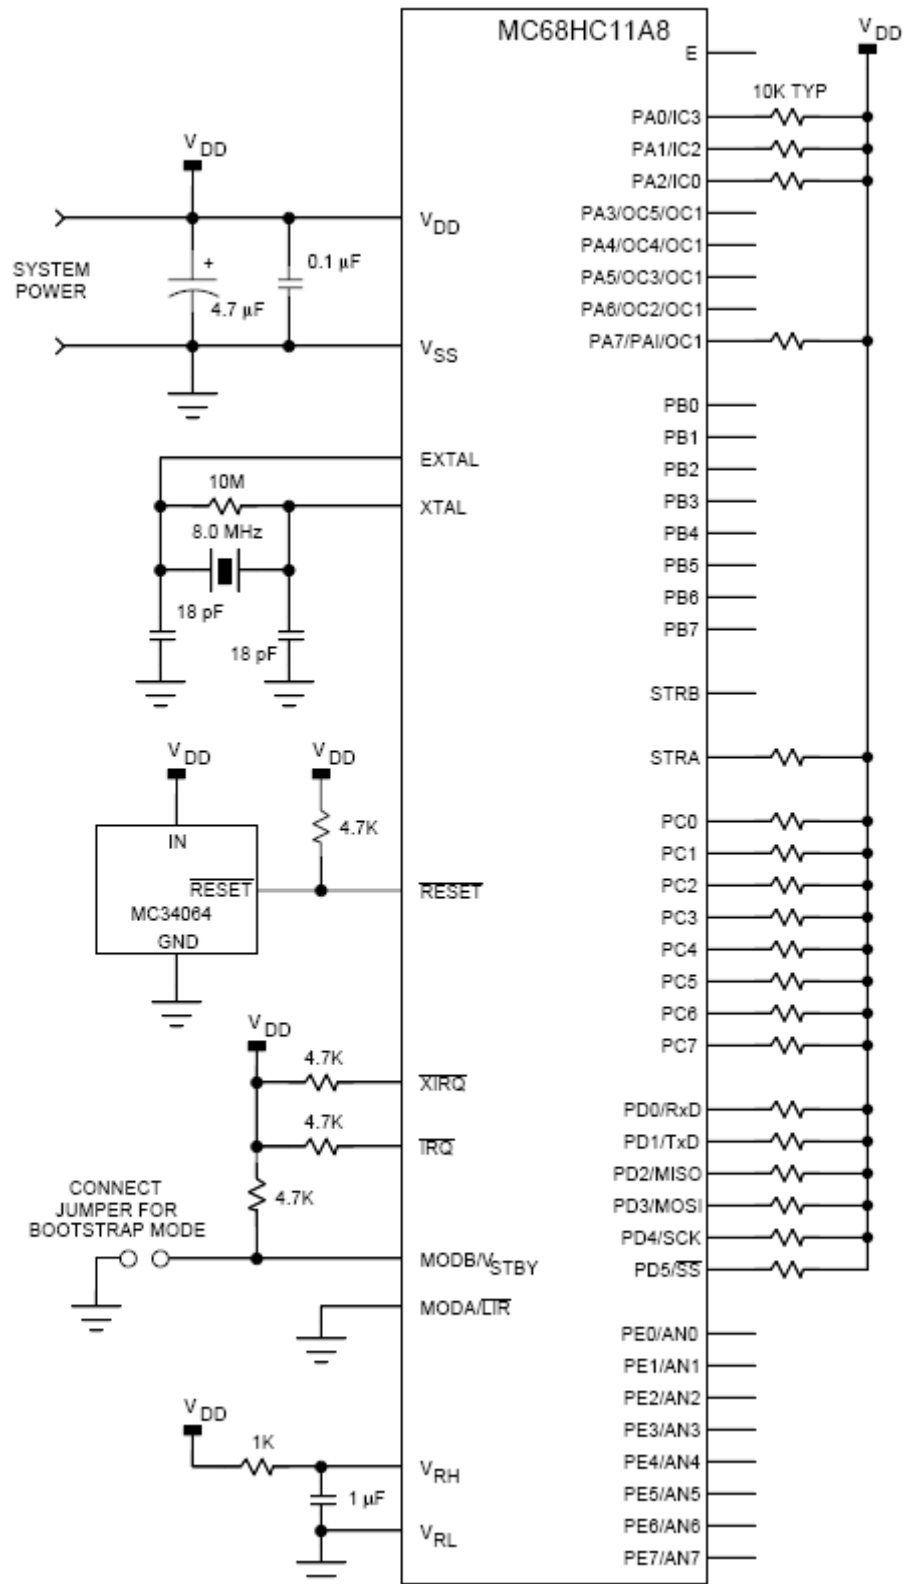 MC68HC11A8
E
VDD
10K TYP
PA0/IC3
PA1/IC2
PA2/IC0
PA3/OC5/OC1
PA4/OC4/OC1
PA5/OC3/OC1
PA6/OC2/OC1
PA7/PAI/OC1
PB0
PB1
PB2
PB3
PB4
PB5
PB6
PB7
STRB
STRA
PC0
PC1
PC2
PC3
PC4
PC5
PC6
PC7
PD0/RxD
PD1/TxD
PD2/MISO
PD3/MOSI
PD4/SCK
PD5/SS
PE0/AN0
PE1/AN1
PE2/AN2
PE3/AN3
PE4/AN4
PE5/AN5
PE6/AN6
PE7/AN7
VDD
SYSTEM
POWER
+
4.7 µF
0.1 µF
VDD
VSS
EXTAL
10M
XTAL
8.0 MHz
18 pF
18 pF
VDD
VDD
IN
4.7K
RESET
RESET
MC34064
GND
VDD
4.7K
XIRQ
4.7K
IRQ
4.7K
CONNECT
JUMPER FOR
BOOTSTRAP MODE
MODB/VSTBY
MODA/LIR
VDD
1K
VRH
1 µF
VRL